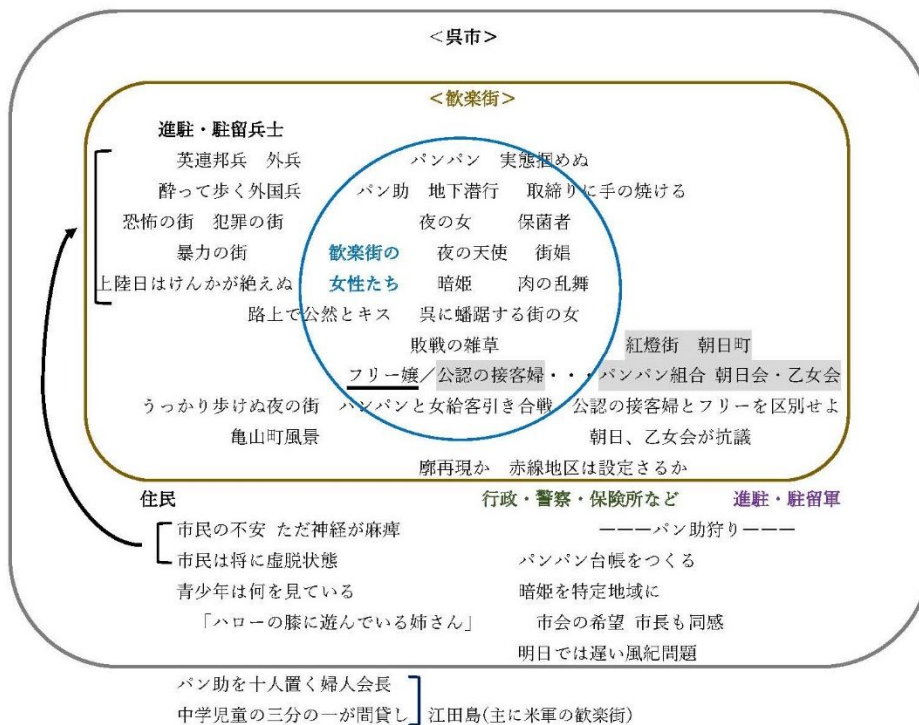 <呉市>
<歓楽街>
進駐・駐留兵士
英連邦兵 外兵 パンパン 実態掴めぬ
酔って歩く外国兵 パン助 地下潜行 取締りに手の焼ける
恐怖の街 犯罪の街 夜の女 保菌者
暴力の街 歓楽街の 夜の天使 街娼
上陸日はけんかが絶えぬ 女性たち 暗姫 肉の乱舞
路上で公然とキス 呉に蟠踞する街の女
敗戦の雑草 紅燈街 朝日町
フリー嬢/公認の接客婦・・・パンパン組合 朝日会・乙女会
うっかり歩けぬ夜の街 パンパンと女給客引き合戦 公認の接客婦とフリーを区別せよ
亀山町風景 朝日、乙女会が抗議
廓再現か 赤線地区は設定さるか
住民 行政・警察・保険所など 進駐・駐留軍
市民の不安 ただ神経が麻痺 ーーーパン助狩りーーー
市民は将に虚脱状態 パンパン台帳をつくる
青少年は何を見ている 暗姫を特定地域に
「ハローの膝に遊んでいる姉さん」 市会の希望 市長も同感
明日では遅い風紀問題
パン助を十人置く婦人会長
中学児童の三分の一が間貸し 江田島(主に米軍の歓楽街)